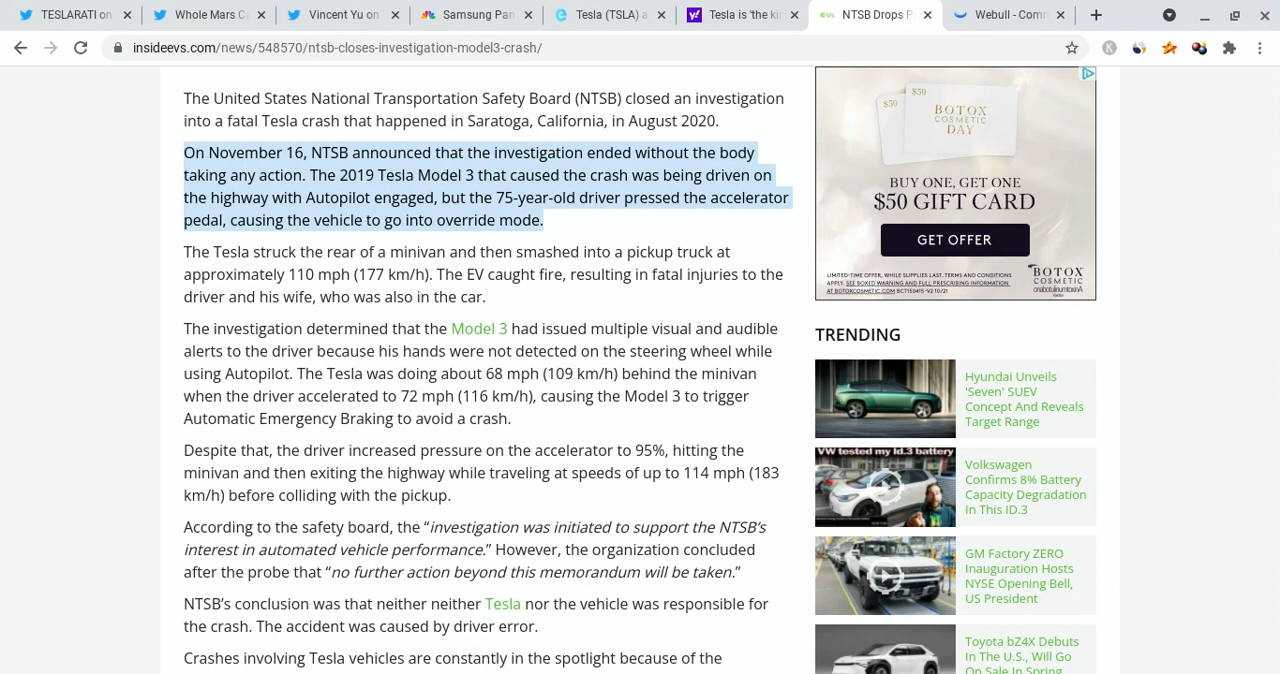 TESLARATI on
Whole Mars C
Vincent Yu on
Samsung Pan
Tesla (TSLA) a
Tesla is 'the ki
NTSB Drops P
Webull - Comm
insideevs.com/news/548570/ntsb-closes-investigation-model3-crash/
The United States National Transportation Safety Board (NTSB) closed an investigation
into a fatal Tesla crash that happened in Saratoga, California, in August 2020.
On November 16, NTSB announced that the investigation ended without the body
taking any action. The 2019 Tesla Model 3 that caused the crash was being driven on
the highway with Autopilot engaged, but the 75-year-old driver pressed the accelerator
pedal, causing the vehicle to go into override mode.
The Tesla struck the rear of a minivan and then smashed into a pickup truck at
approximately 110 mph (177 km/h). The EV caught fire, resulting in fatal injuries to the
driver and his wife, who was also in the car.
The investigation determined that the Model 3 had issued multiple visual and audible
alerts to the driver because his hands were not detected on the steering wheel while
using Autopilot. The Tesla was doing about 68 mph (109 km/h) behind the minivan
when the driver accelerated to 72 mph (116 km/h), causing the Model 3 to trigger
Automatic Emergency Braking to avoid a crash.
Despite that, the driver increased pressure on the accelerator to 95%, hitting the
minivan and then exiting the highway while traveling at speeds of up to 114 mph (183
km/h) before colliding with the pickup.
According to the safety board, the “investigation was initiated to support the NTSB’s
interest in automated vehicle performance.” However, the organization concluded
after the probe that “no further action beyond this memorandum will be taken.”
NTSB’s conclusion was that neither neither Tesla nor the vehicle was responsible for
the crash. The accident was caused by driver error.
Crashes involving Tesla vehicles are constantly in the spotlight because of the
$50
$50
BOTOX
COSMETIC
DAY
BUY ONE, GET ONE
$50 GIFT CARD
GET OFFER
LIMITED-TIME OFFER, WHILE SUPPLIES LAST. TERMS AND CONDITIONS
APPLY. SEE BOXED WARNING AND FULL PRESCRIBING INFORMATION,
AT BOTOXCOSMETIC.COM
BOTOX
COSMETIC
onabotulinumtoxinA
TRENDING
Hyundai Unveils
'Seven' SUEV
Concept And Reveals
Target Range
VW tested my Id.3 battery
Volkswagen
Confirms 8% Battery
Capacity Degradation
In This ID.3
GM Factory ZERO
Inauguration Hosts
NYSE Opening Bell,
US President
Toyota bZ4X Debuts
In The U.S., Will Go
On Sale In Spring